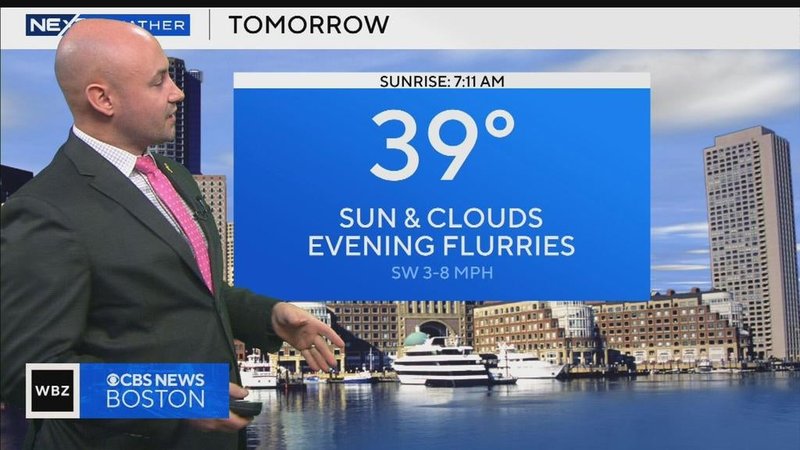 NEXT WEATHER
TOMORROW
SUNRISE: 7:11 AM
39°
SUN & CLOUDS
EVENING FLURRIES
SW 3-8 MPH
WBZ
CBS NEWS
BOSTON